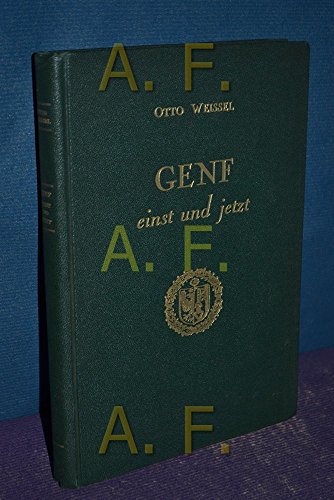 A. F.
OTTO WEISSEL
GENF
einst und jetzt
A. F.
A. F.